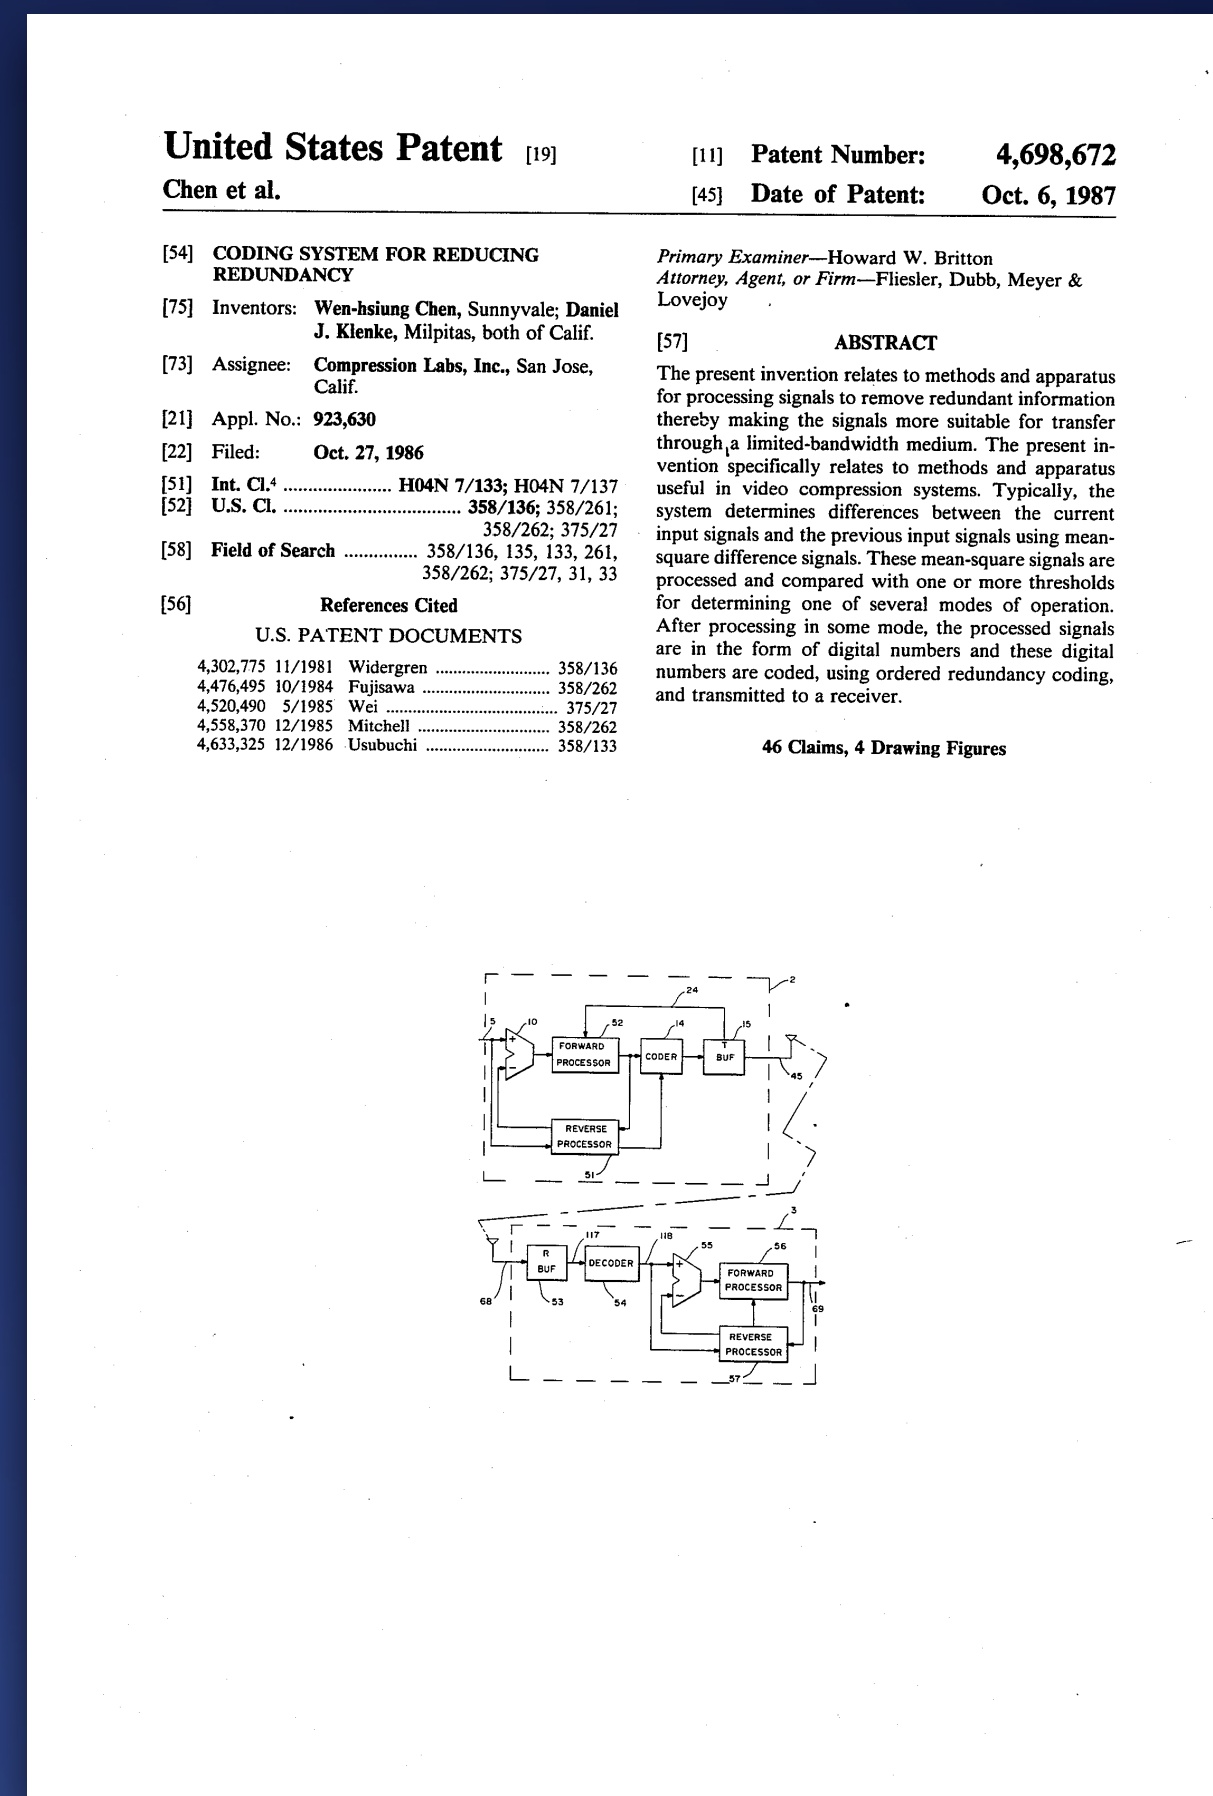 United States Patent [19]
Chen et al.
[11] Patent Number: 4,698,672
[45] Date of Patent: Oct. 6, 1987
[54] CODING SYSTEM FOR REDUCING
REDUNDANCY
[75] Inventors: Wen-hsiung Chen, Sunnyvale; Daniel
J. Klenke, Milpitas, both of Calif.
[73] Assignee: Compression Labs, Inc., San Jose,
Calif.
[21] Appl. No.: 923,630
[22] Filed: Oct. 27, 1986
[51] Int. Cl.⁴ ...................... H04N 7/133; H04N 7/137
[52] U.S. Cl. .................................... 358/136; 358/261;
358/262; 375/27
[58] Field of Search ............... 358/136, 135, 133, 261,
358/262; 375/27, 31, 33
[56] References Cited
U.S. PATENT DOCUMENTS
4,302,775 11/1981 Widergren .......................... 358/136
4,476,495 10/1984 Fujisawa ............................. 358/262
4,520,490 5/1985 Wei ....................................... 375/27
4,558,370 12/1985 Mitchell .............................. 358/262
4,633,325 12/1986 Usubuchi ............................ 358/133
Primary Examiner—Howard W. Britton
Attorney, Agent, or Firm—Fliesler, Dubb, Meyer &
Lovejoy
[57] ABSTRACT
The present invention relates to methods and apparatus
for processing signals to remove redundant information
thereby making the signals more suitable for transfer
through a limited-bandwidth medium. The present in-
vention specifically relates to methods and apparatus
useful in video compression systems. Typically, the
system determines differences between the current
input signals and the previous input signals using mean-
square difference signals. These mean-square signals are
processed and compared with one or more thresholds
for determining one of several modes of operation.
After processing in some mode, the processed signals
are in the form of digital numbers and these digital
numbers are coded, using ordered redundancy coding,
and transmitted to a receiver.
46 Claims, 4 Drawing Figures
2
24
5
10
52
14
15
+
−
FORWARD
PROCESSOR
CODER
T
BUF
45
REVERSE
PROCESSOR
51
3
117
118
55
56
R
BUF
DECODER
+
−
FORWARD
PROCESSOR
68
53
54
69
REVERSE
PROCESSOR
57